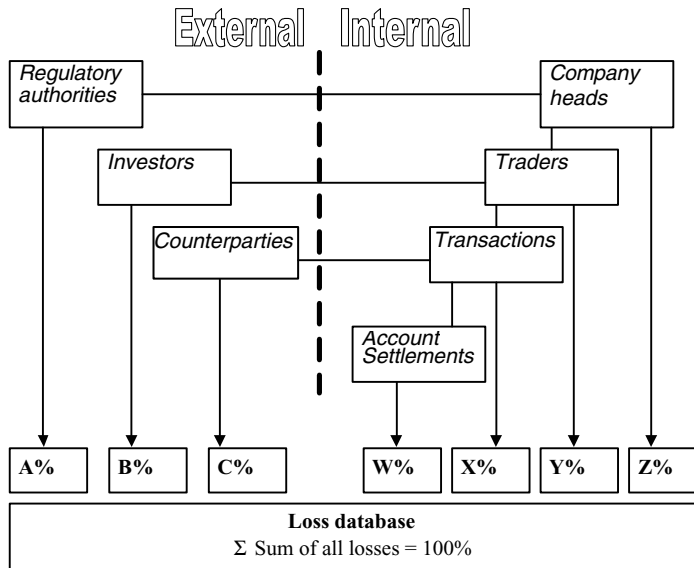 External Internal
Regulatory
authorities
Company
heads
Investors
Traders
Counterparties
Transactions
Account
Settlements
A% B% C% W% X% Y% Z%
Loss database
Σ Sum of all losses = 100%